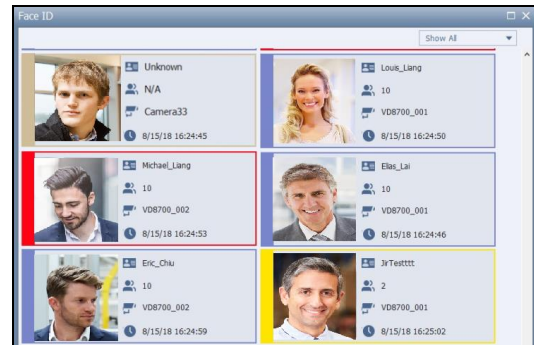 Face ID
Show All
Unknown
N/A
Camera33
8/15/18 16:24:45
Louis_Liang
10
VD8700_001
8/15/18 16:24:50
Michael_Liang
10
VD8700_002
8/15/18 16:24:53
Elias_Lai
10
VD8700_001
8/15/18 16:24:46
Eric_Chiu
10
VD8700_002
8/15/18 16:24:59
JirTestttt
2
VD8700_001
8/15/18 16:25:02